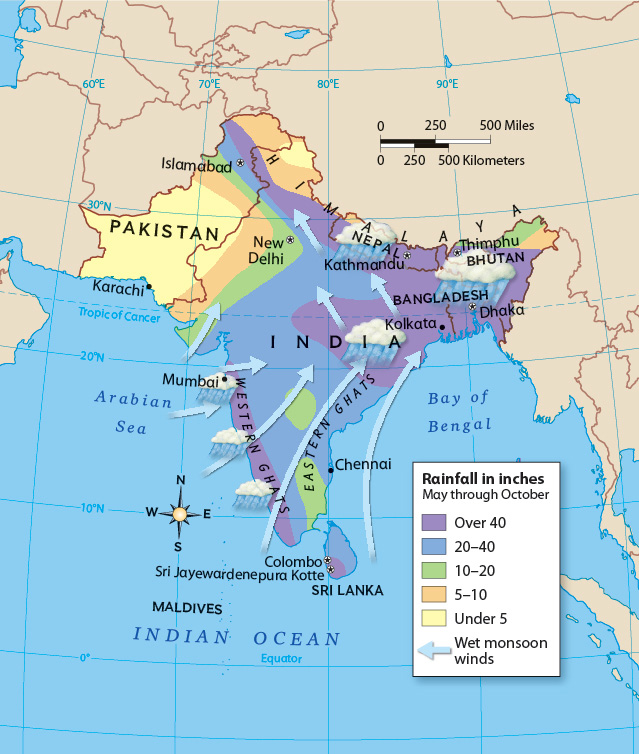 60°E
70°E
80°E
90°E
0 250 500 Miles
0 250 500 Kilometers
Islamabad
HIMALAYA
30°N
PAKISTAN
New
Delhi
NEPAL
Kathmandu
Thimphu
BHUTAN
Karachi
BANGLADESH
Dhaka
Tropic of Cancer
Kolkata
INDIA
20°N
Mumbai
Arabian
Sea
WESTERN GHATS
EASTERN GHATS
Bay of
Bengal
Chennai
N
W E
S
10°N
Colombo
Sri Jayewardenepura Kotte
SRI LANKA
MALDIVES
INDIAN OCEAN
0°
Equator
Rainfall in inches
May through October
Over 40
20–40
10–20
5–10
Under 5
Wet monsoon
winds